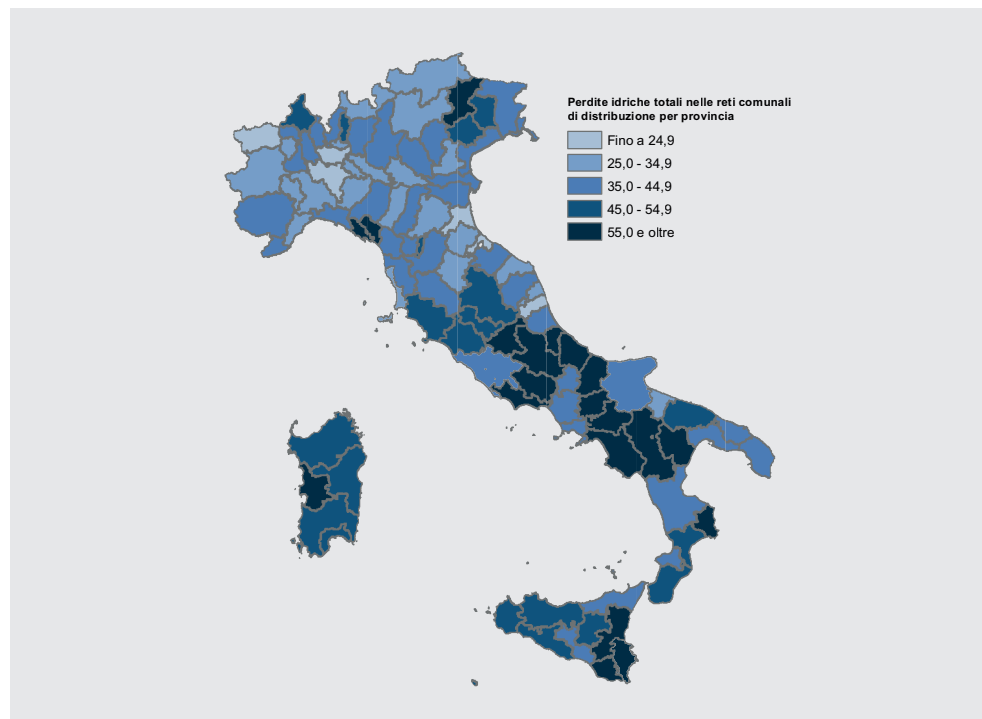 Perdite idriche totali nelle reti comunali
di distribuzione per provincia
Fino a 24,9
25,0 - 34,9
35,0 - 44,9
45,0 - 54,9
55,0 e oltre